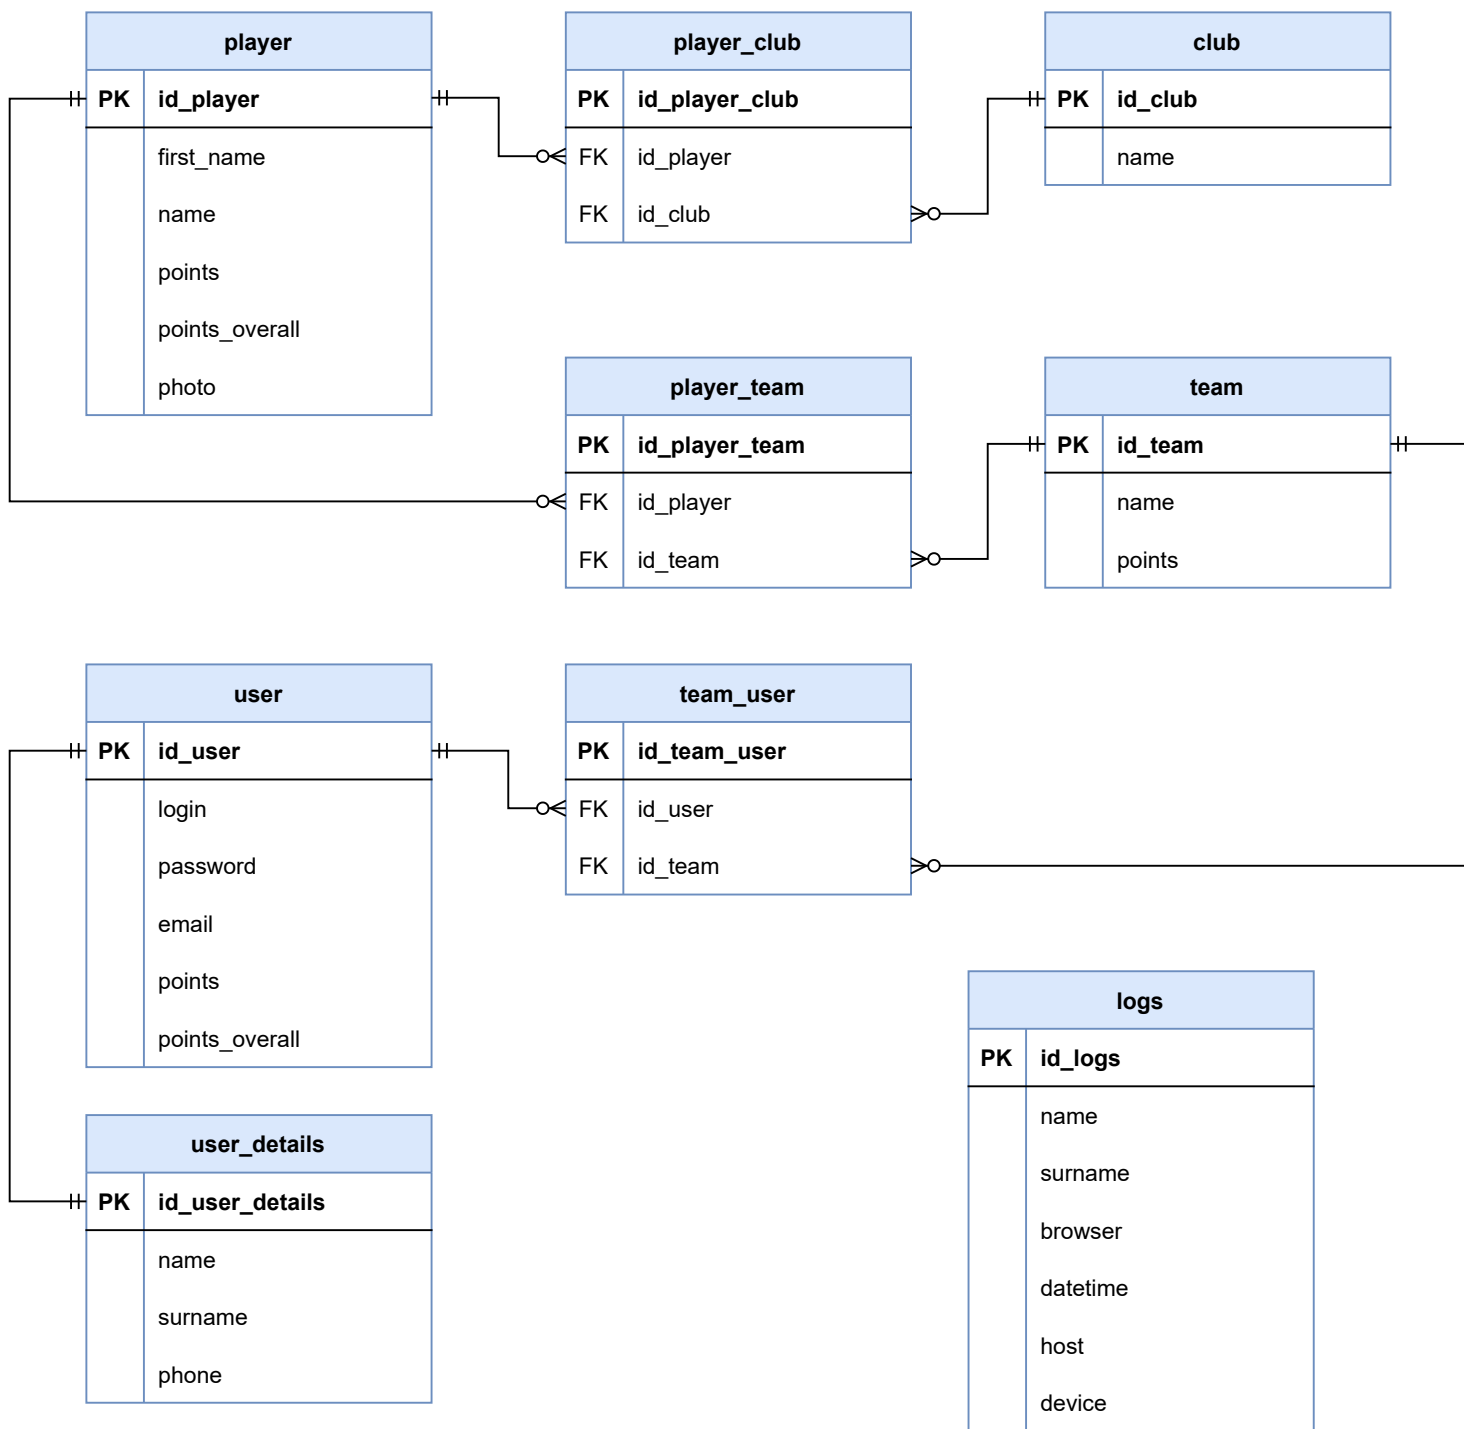 player
PK id_player
first_name
name
points
points_overall
photo
player_club
PK id_player_club
FK id_player
FK id_club
club
PK id_club
name
player_team
PK id_player_team
FK id_player
FK id_team
team
PK id_team
name
points
user
PK id_user
login
password
email
points
points_overall
team_user
PK id_team_user
FK id_user
FK id_team
user_details
PK id_user_details
name
surname
phone
logs
PK id_logs
name
surname
browser
datetime
host
device